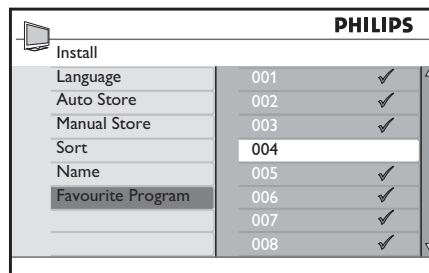 PHILIPS
Install
Language 001 ✓
Auto Store 002 ✓
Manual Store 003 ✓
Sort 004
Name 005 ✓
Favourite Program 006 ✓
007 ✓
008 ✓